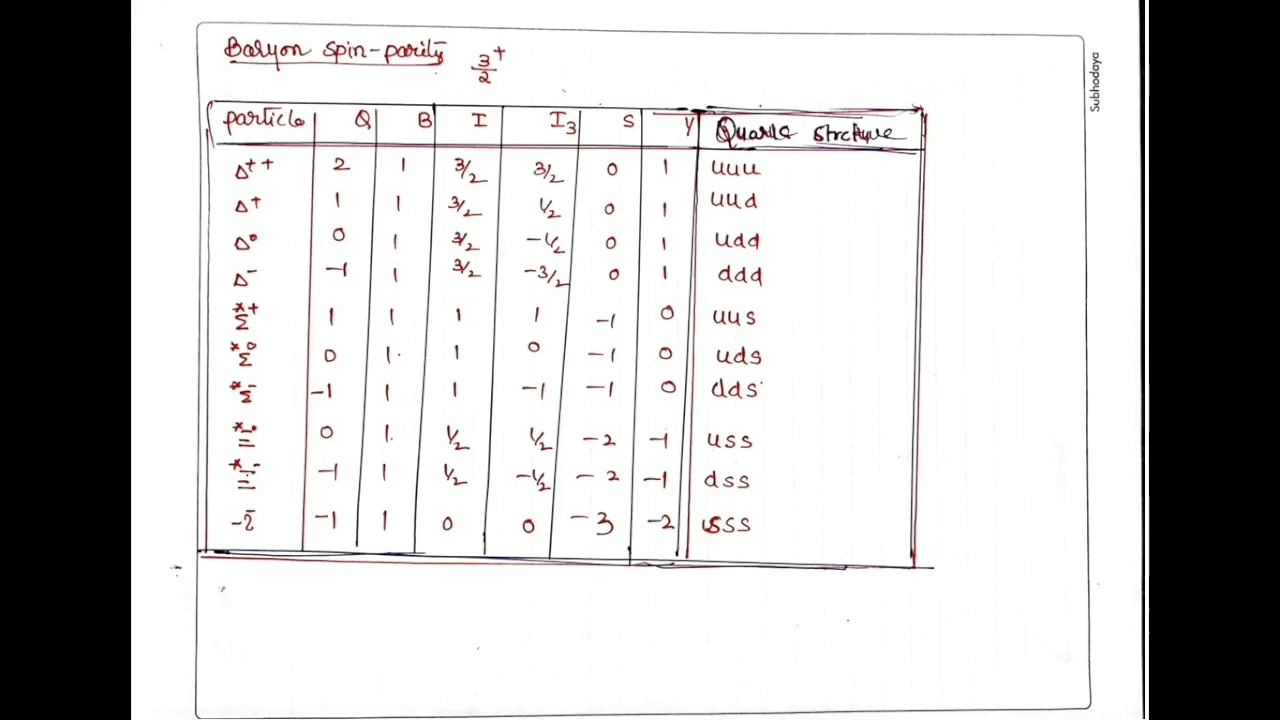 Baryon spin-parity 3/2+
particle Q B I I3 S Y Quark strcture
Δ++ 2 1 3/2 3/2 0 1 uuu
Δ+ 1 1 3/2 1/2 0 1 uud
Δ0 0 1 3/2 -1/2 0 1 udd
Δ- -1 1 3/2 -3/2 0 1 ddd
Σ*+ 1 1 1 1 -1 0 uus
Σ*0 0 1 1 0 -1 0 uds
Σ*- -1 1 1 -1 -1 0 dds
Ξ*0 0 1 1/2 1/2 -2 -1 uss
Ξ*- -1 1 1/2 -1/2 -2 -1 dss
-1 1 0 0 -3 -2 sss
Subhodaya